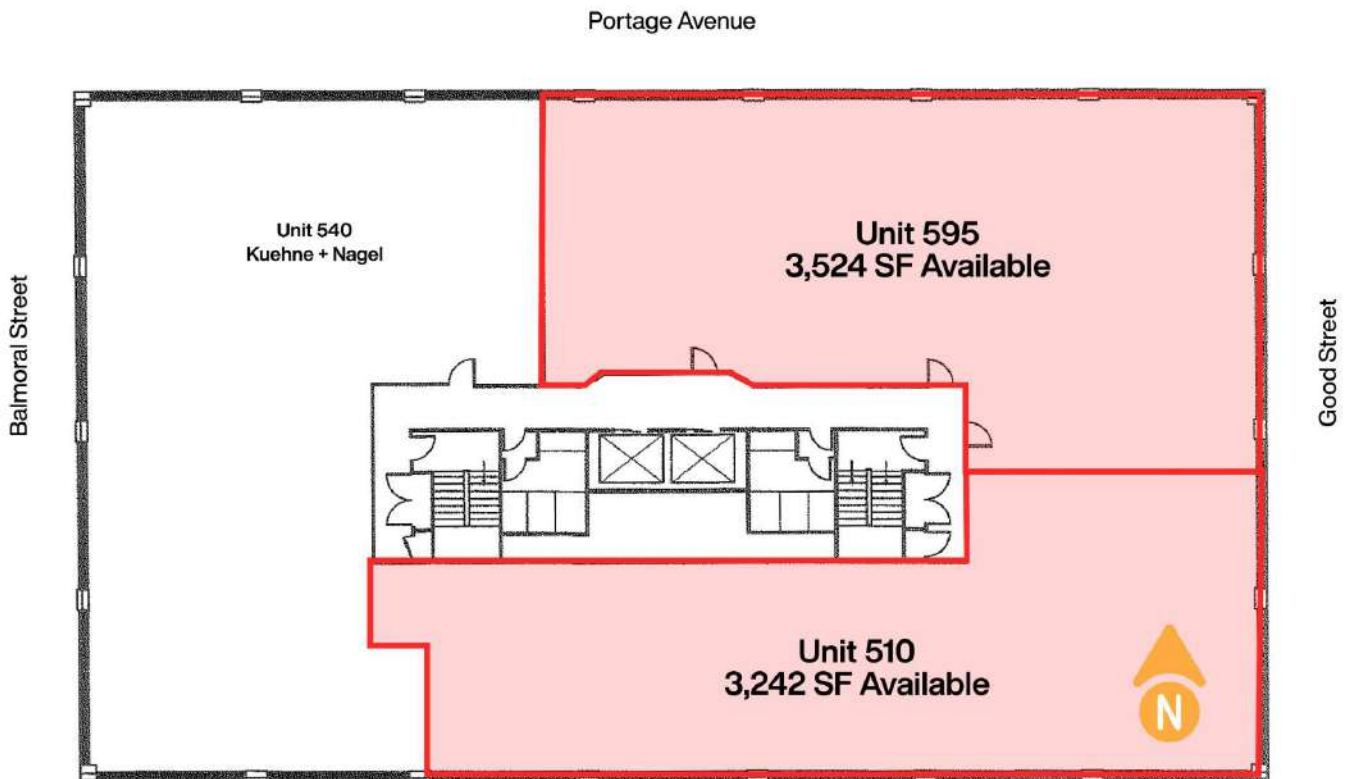 Portage Avenue
Unit 540
Kuehne + Nagel
Unit 595
3,524 SF Available
Balmoral Street
Good Street
Unit 510
3,242 SF Available
N